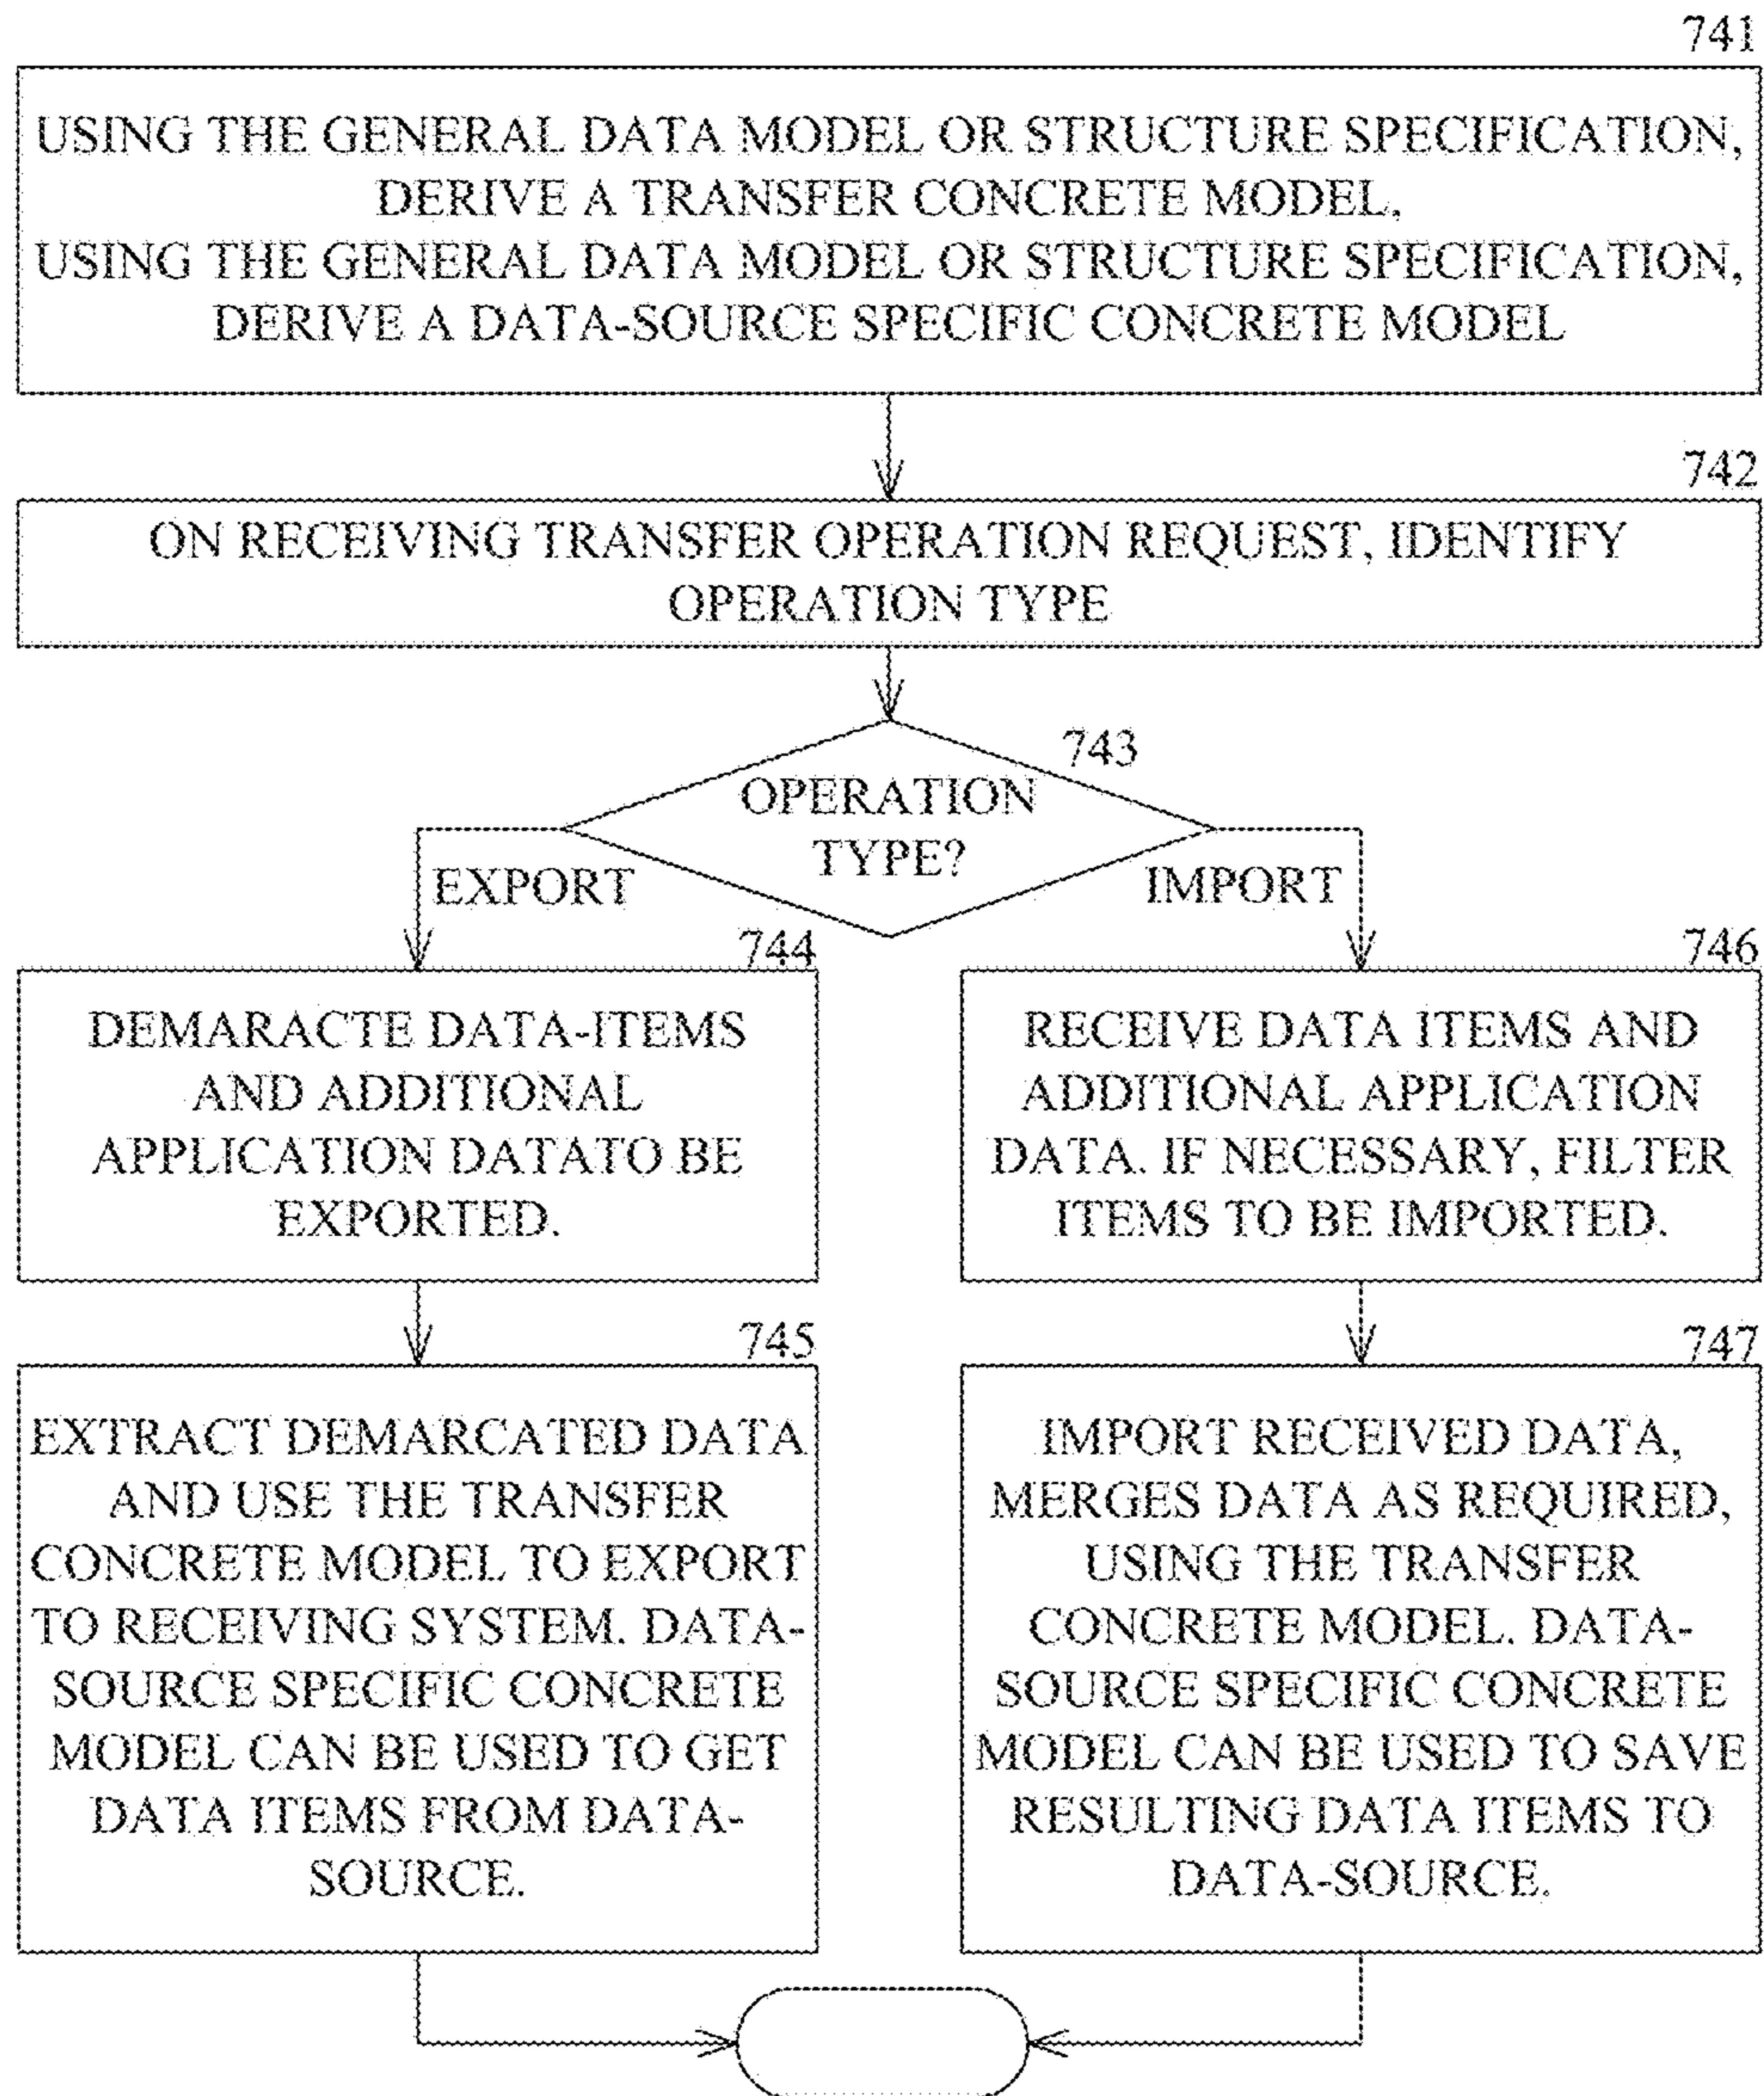 741
USING THE GENERAL DATA MODEL OR STRUCTURE SPECIFICATION,
DERIVE A TRANSFER CONCRETE MODEL,
USING THE GENERAL DATA MODEL OR STRUCTURE SPECIFICATION,
DERIVE A DATA-SOURCE SPECIFIC CONCRETE MODEL
742
ON RECEIVING TRANSFER OPERATION REQUEST, IDENTIFY
OPERATION TYPE
743
OPERATION
TYPE?
EXPORT
IMPORT
744
DEMARACTE DATA-ITEMS
AND ADDITIONAL
APPLICATION DATATO BE
EXPORTED.
746
RECEIVE DATA ITEMS AND
ADDITIONAL APPLICATION
DATA. IF NECESSARY, FILTER
ITEMS TO BE IMPORTED.
745
EXTRACT DEMARCATED DATA
AND USE THE TRANSFER
CONCRETE MODEL TO EXPORT
TO RECEIVING SYSTEM. DATA-
SOURCE SPECIFIC CONCRETE
MODEL CAN BE USED TO GET
DATA ITEMS FROM DATA-
SOURCE.
747
IMPORT RECEIVED DATA,
MERGES DATA AS REQUIRED,
USING THE TRANSFER
CONCRETE MODEL. DATA-
SOURCE SPECIFIC CONCRETE
MODEL CAN BE USED TO SAVE
RESULTING DATA ITEMS TO
DATA-SOURCE.